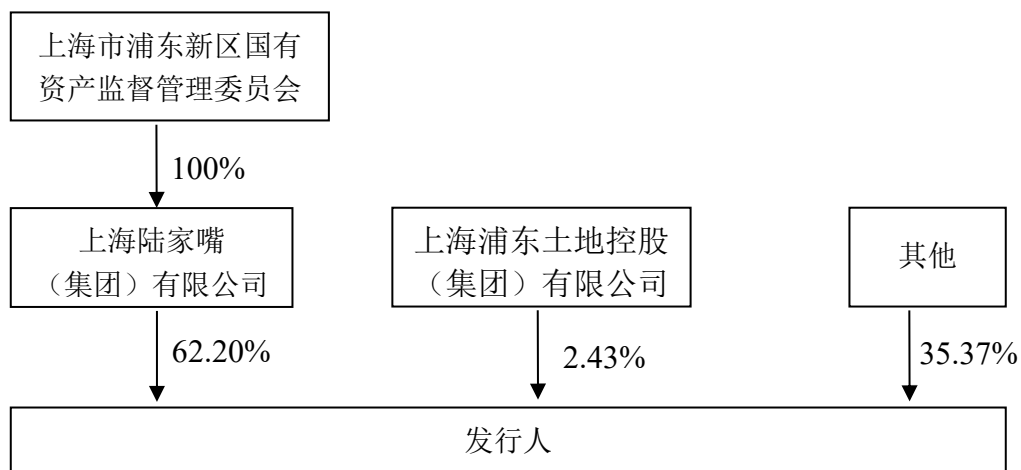 上海市浦东新区国有
资产监督管理委员会
100%
上海陆家嘴
（集团）有限公司
上海浦东土地控股
（集团）有限公司
其他
62.20%
2.43%
35.37%
发行人